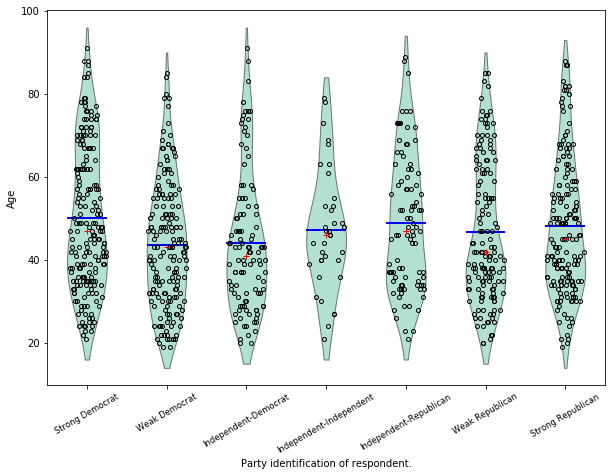 100
80
60
40
20
Age
Strong Democrat
Weak Democrat
Independent-Democrat
Independent-Independent
Independent-Republican
Weak Republican
Strong Republican
Party identification of respondent.